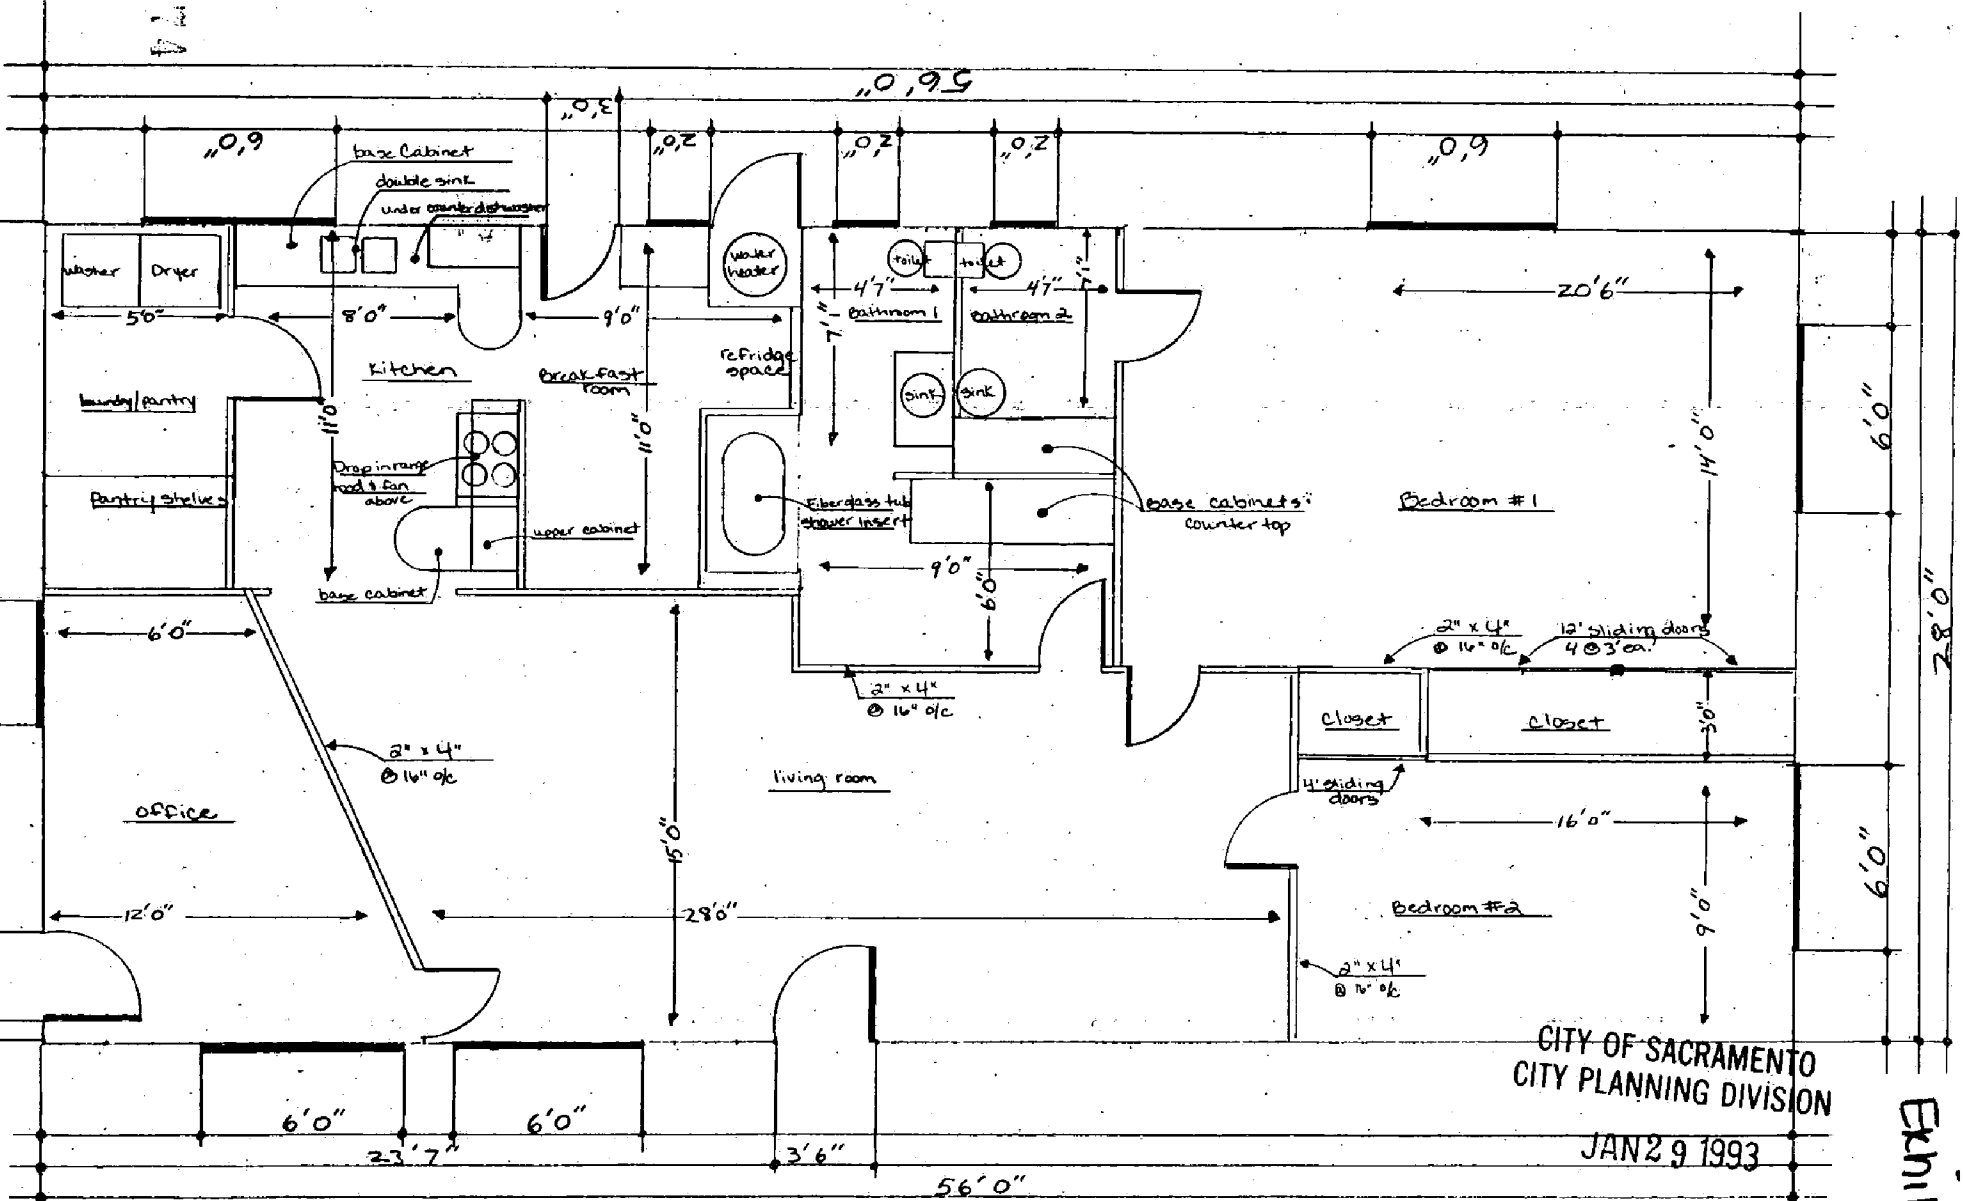 74
56'0"
3'0"
6'0"
2'0"
2'0"
2'0"
6'0"
base Cabinet
double sink
under counter dishwasher
washer
Dryer
water
heater
toilet
toilet
4'7"
4'7"
7'1"
7'1"
20'6"
5'0"
8'0"
9'0"
Bathroom 1
Bathroom 2
Kitchen
Breakfast
room
refridge
space
laundry/pantry
11'0"
11'0"
sink
sink
14'0"
6'0"
Drop in range
hood & fan
above
Pantry shelves
Fiberglass tub
shower insert
Base cabinets:
counter top
Bedroom #1
upper cabinet
base cabinet
9'0"
6'0"
28'0"
6'0"
2" x 4"
@ 16" o/c
12' sliding doors
4 @ 3' ea.
2" x 4"
@ 16" o/c
closet
closet
3'0"
2" x 4"
@ 16" o/c
living room
4' sliding
doors
office
15'0"
16'0"
9'0"
6'0"
12'0"
28'0"
Bedroom #2
2" x 4"
@ 16" o/c
CITY OF SACRAMENTO
CITY PLANNING DIVISION
JAN 29 1993
6'0"
6'0"
23'7"
3'6"
56'0"